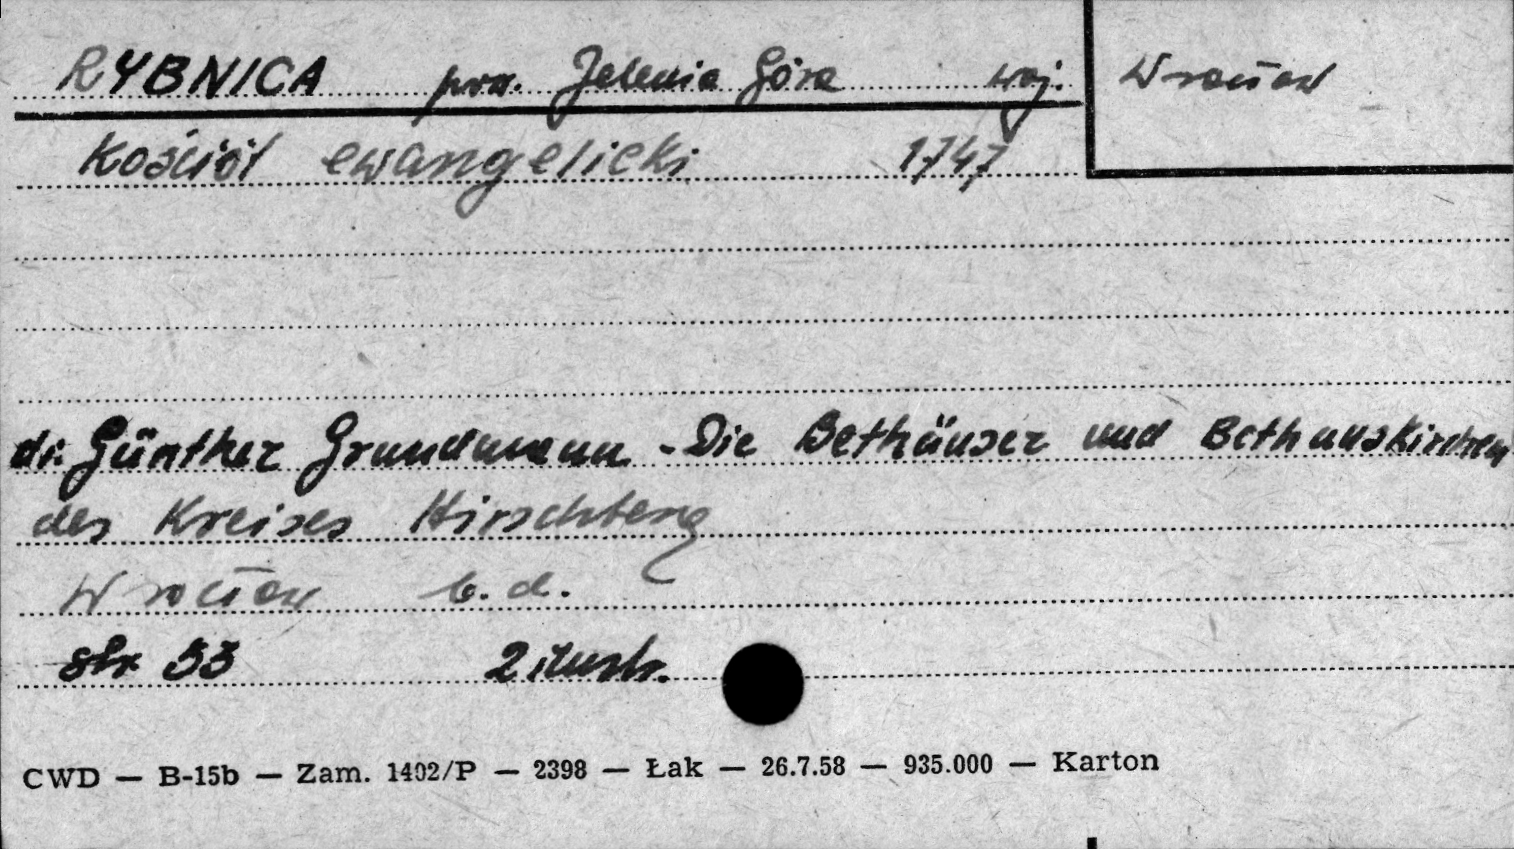 RYBNICA pow. Jelenia Góra woj. Wrocław
Kościół ewangelicki 1747
dr. Günther Grundmann - Die Bethäuser und Bethauskirchen
des Kreises Hirschberg
Wrocław b.d.
str 53 2 ilustr.
CWD — B-15b — Zam. 1402/P — 2398 — Łak — 26.7.58 — 935.000 — Karton